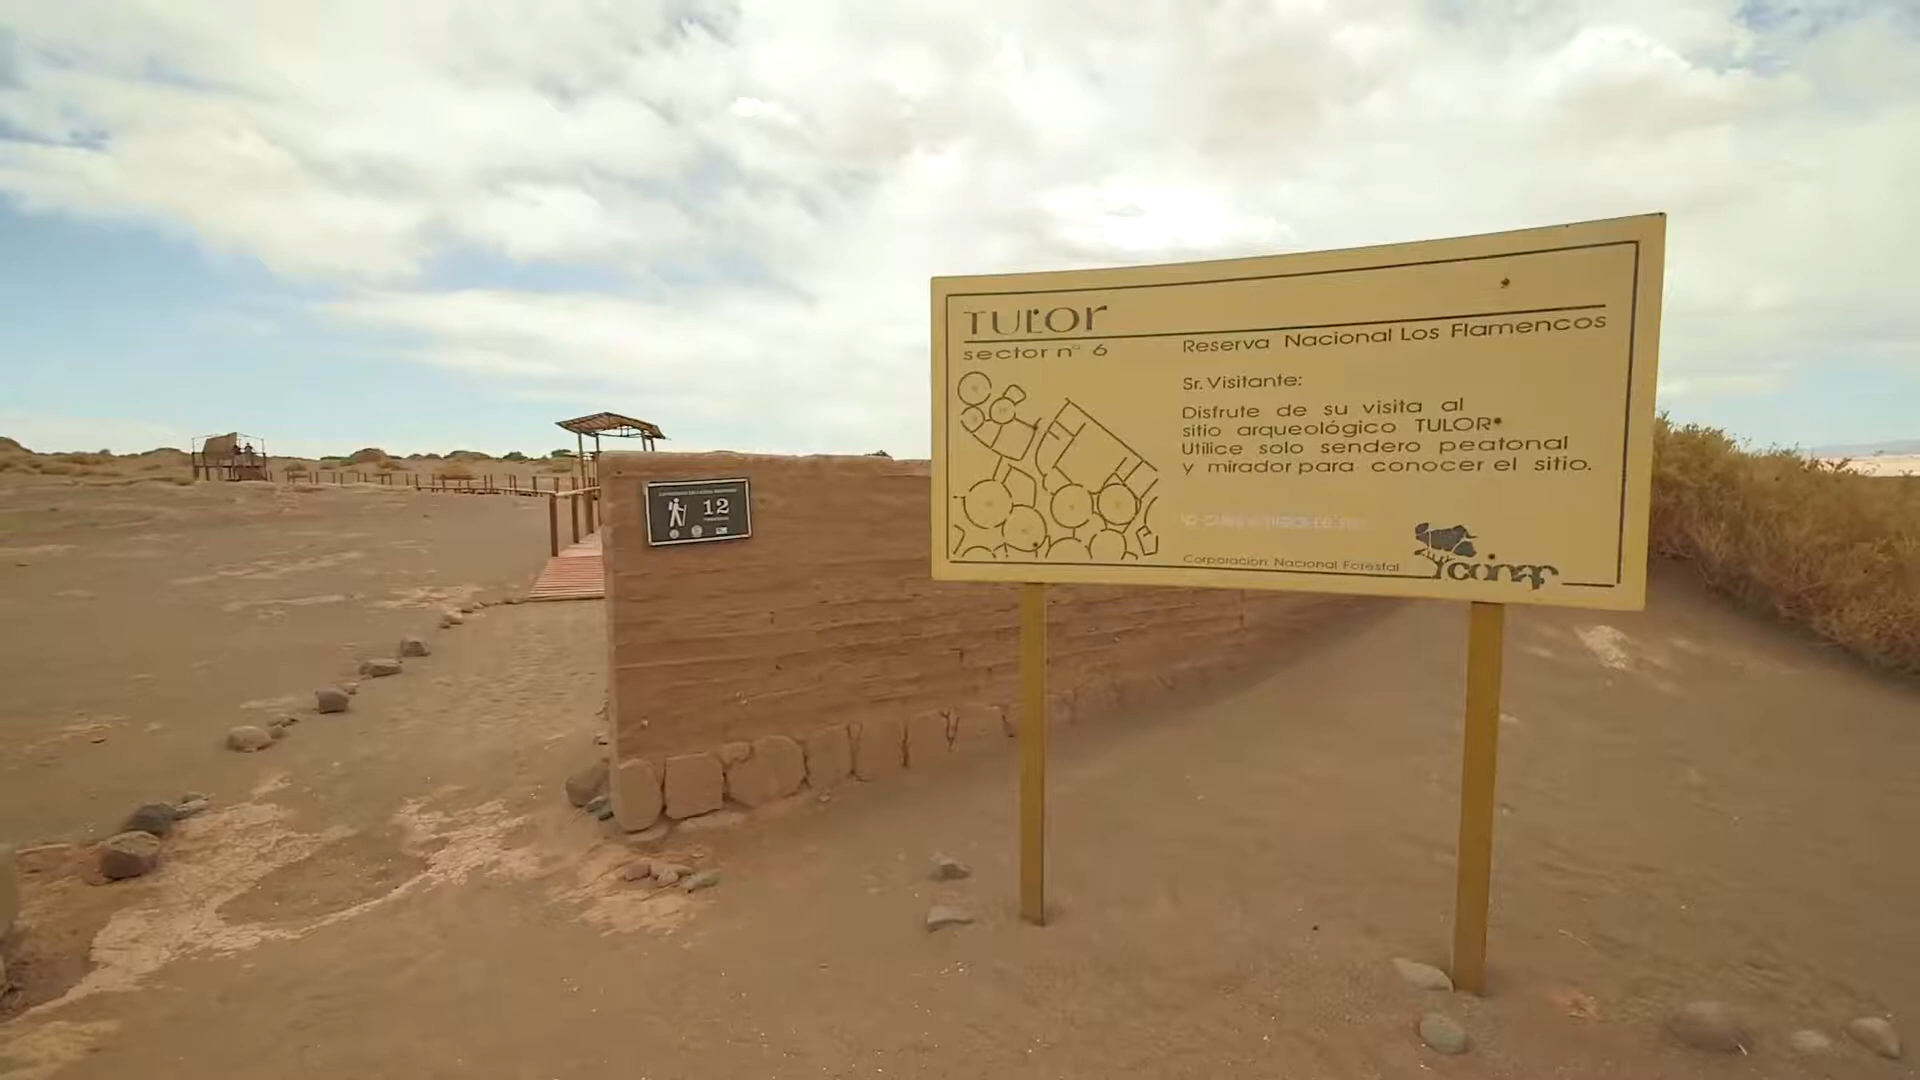 TULOR
sector n° 6
Reserva Nacional Los Flamencos
Sr. Visitante:
Disfrute de su visita al
sitio arqueológico TULOR
Utilice solo sendero peatonal
y mirador para conocer el sitio.
Corporación Nacional Forestal
conaf
12